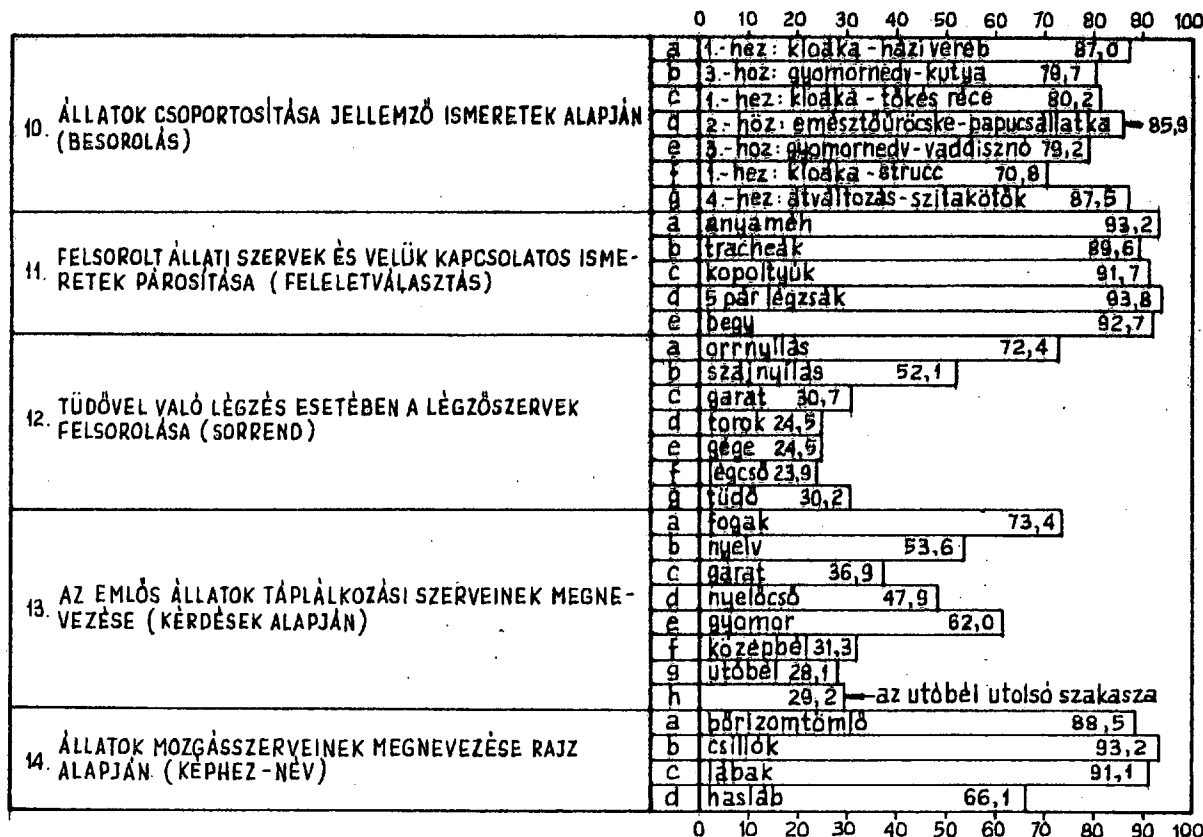 0 10 20 30 40 50 60 70 80 90 100
10. ÁLLATOK CSOPORTOSÍTÁSA JELLEMZŐ ISMERETEK ALAPJÁN
(BESOROLÁS)
a 1.-hez: kloáka-házi veréb 87,0
b 3.-hoz: gyomornedv-kutya 79,7
c 1.-hez: kloáka-tőkés réce 80,2
d 2.-höz: emésztőűröcske-papucsállatka 85,9
e 3.-hoz: gyomornedv-vaddisznó 79,2
f 1.-hez: kloáka-strucc 70,8
g 4.-hez: átváltozás-szitakötők 87,5
11. FELSOROLT ÁLLATI SZERVEK ÉS VELÜK KAPCSOLATOS ISME-
RETEK PÁROSÍTÁSA (FELELETVÁLASZTÁS)
a anyaméh 93,2
b tracheák 89,6
c kopoltyúk 91,7
d 5 pár légzsák 93,8
e begy 92,7
12. TÜDŐVEL VALÓ LÉGZÉS ESETÉBEN A LÉGZŐSZERVEK
FELSOROLÁSA (SORREND)
a orrnyílás 72,4
b szájnyílás 52,1
c garat 30,7
d torok 24,5
e gége 24,5
f légcső 23,9
g tüdő 30,2
13. AZ EMLŐS ÁLLATOK TÁPLÁLKOZÁSI SZERVEINEK MEGNE-
VEZÉSE (KÉRDÉSEK ALAPJÁN)
a fogak 73,4
b nyelv 53,6
c garat 36,9
d nyelőcső 47,9
e gyomor 62,0
f középbél 31,3
g utóbél 28,1
h 29,2 az utóbél utolsó szakasza
14. ÁLLATOK MOZGÁSSZERVEINEK MEGNEVEZÉSE RAJZ
ALAPJÁN (KÉPHEZ-NÉV)
a bőrizomtömlő 88,5
b csillók 93,2
c lábak 91,1
d hasláb 66,1
0 10 20 30 40 50 60 70 80 90 100